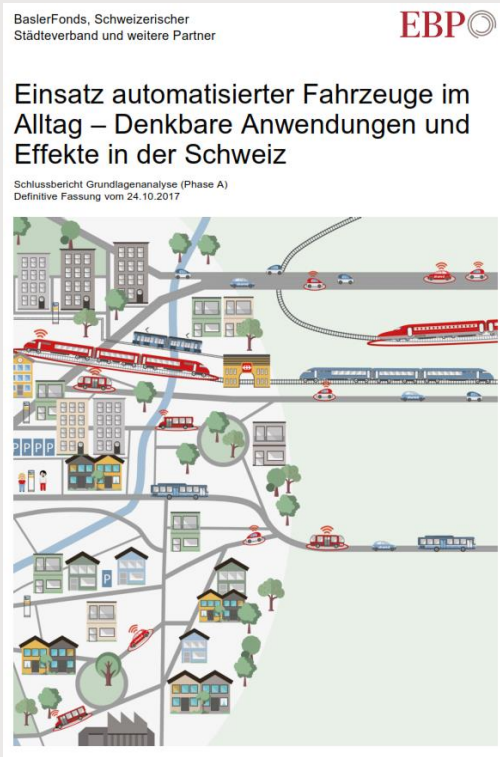 BaslerFonds, Schweizerischer
Städteverband und weitere Partner
EBP
Einsatz automatisierter Fahrzeuge im
Alltag – Denkbare Anwendungen und
Effekte in der Schweiz
Schlussbericht Grundlagenanalyse (Phase A)
Definitive Fassung vom 24.10.2017
PPPP
P